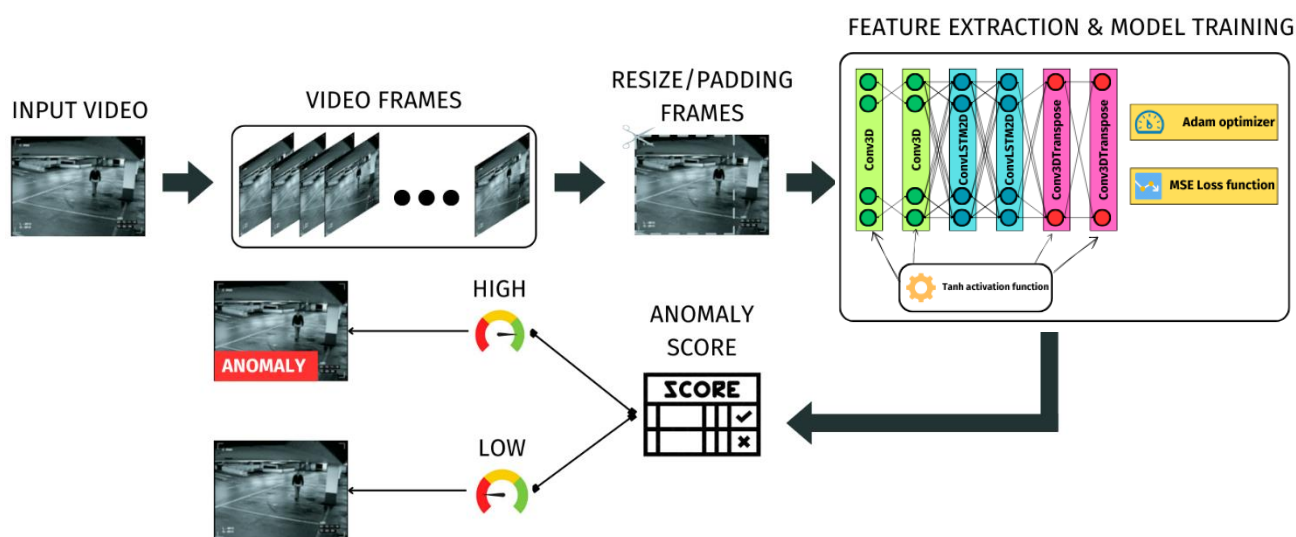 FEATURE EXTRACTION & MODEL TRAINING
INPUT VIDEO
VIDEO FRAMES
RESIZE/PADDING
FRAMES
Conv3D
Conv3D
ConvLSTM2D
ConvLSTM2D
Conv3DTranspose
Conv3DTranspose
Adam optimizer
MSE Loss function
Tanh activation function
HIGH
ANOMALY
ANOMALY
SCORE
SCORE
LOW